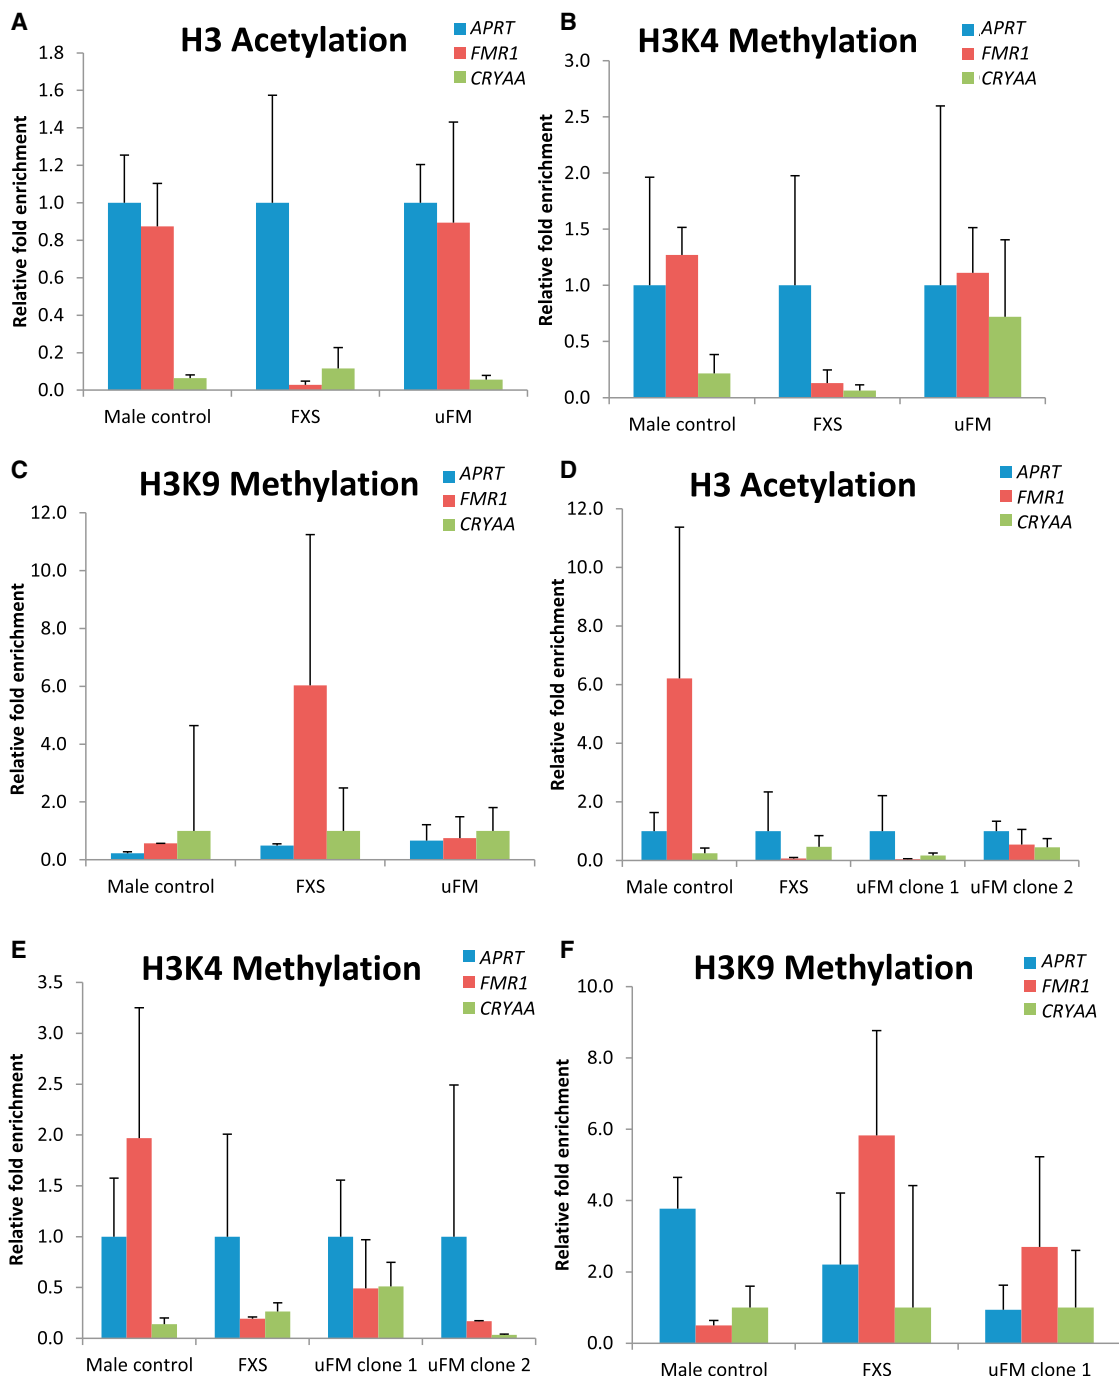 A
H3 Acetylation
APRT
FMR1
CRYAA
Relative fold enrichment
1.8
1.6
1.4
1.2
1.0
0.8
0.6
0.4
0.2
0.0
Male control
FXS
uFM
B
H3K4 Methylation
APRT
FMR1
CRYAA
Relative fold enrichment
3.0
2.5
2.0
1.5
1.0
0.5
0.0
Male control
FXS
uFM
C
H3K9 Methylation
APRT
FMR1
CRYAA
Relative fold enrichment
12.0
10.0
8.0
6.0
4.0
2.0
0.0
Male control
FXS
uFM
D
H3 Acetylation
APRT
FMR1
CRYAA
Relative fold enrichment
12.0
10.0
8.0
6.0
4.0
2.0
0.0
Male control
FXS
uFM clone 1
uFM clone 2
E
H3K4 Methylation
APRT
FMR1
CRYAA
Relative fold enrichment
3.5
3.0
2.5
2.0
1.5
1.0
0.5
0.0
Male control
FXS
uFM clone 1
uFM clone 2
F
H3K9 Methylation
APRT
FMR1
CRYAA
Relative fold enrichment
10.0
8.0
6.0
4.0
2.0
0.0
Male control
FXS
uFM clone 1